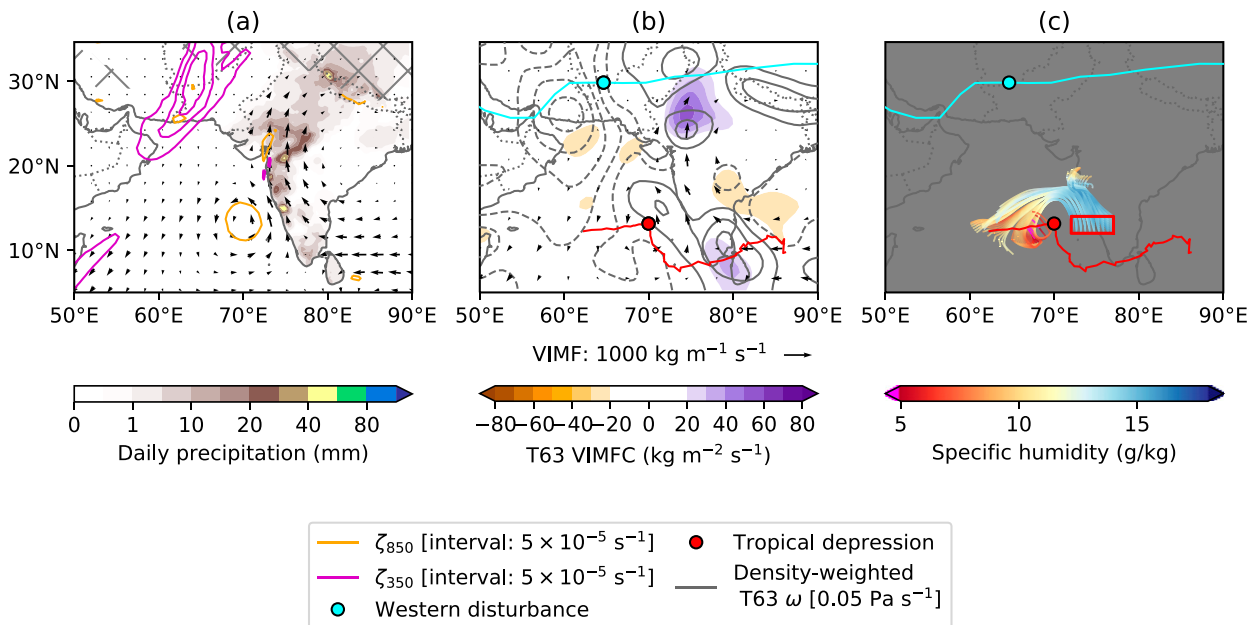 (a) (b) (c)
30°N
20°N
10°N
50°E 60°E 70°E 80°E 90°E 50°E 60°E 70°E 80°E 90°E 50°E 60°E 70°E 80°E 90°E
VIMF: 1000 kg m⁻¹ s⁻¹
0 1 10 20 40 80 −80 −60 −40 −20 0 20 40 60 80 5 10 15
Daily precipitation (mm) T63 VIMFC (kg m⁻² s⁻¹) Specific humidity (g/kg)
ζ₈₅₀ [interval: 5 × 10⁻⁵ s⁻¹] Tropical depression
ζ₃₅₀ [interval: 5 × 10⁻⁵ s⁻¹] Density-weighted
Western disturbance T63 ω [0.05 Pa s⁻¹]